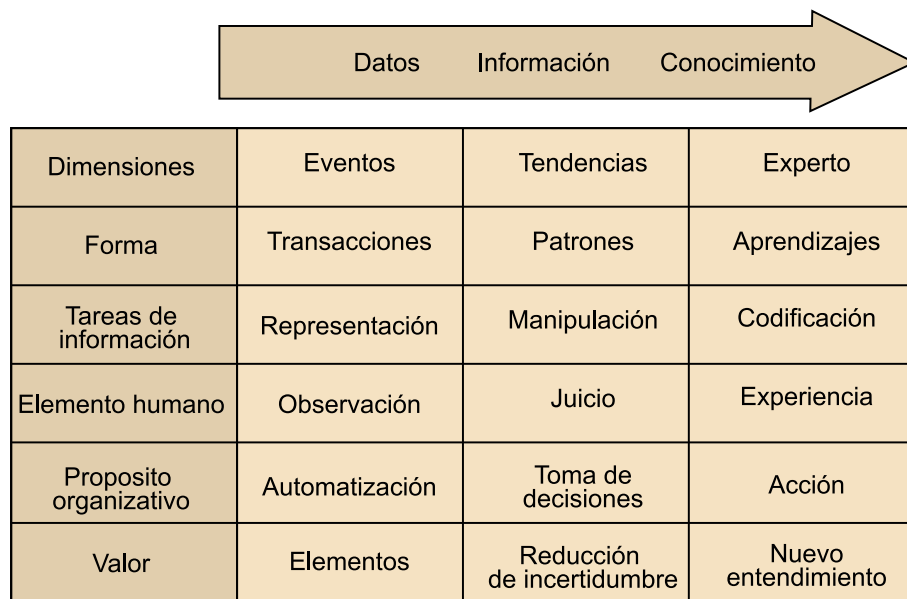 Datos Información Conocimiento
Dimensiones Eventos Tendencias Experto
Forma Transacciones Patrones Aprendizajes
Tareas de
información Representación Manipulación Codificación
Elemento humano Observación Juicio Experiencia
Proposito
organizativo Automatización Toma de
decisiones Acción
Valor Elementos Reducción
de incertidumbre Nuevo
entendimiento